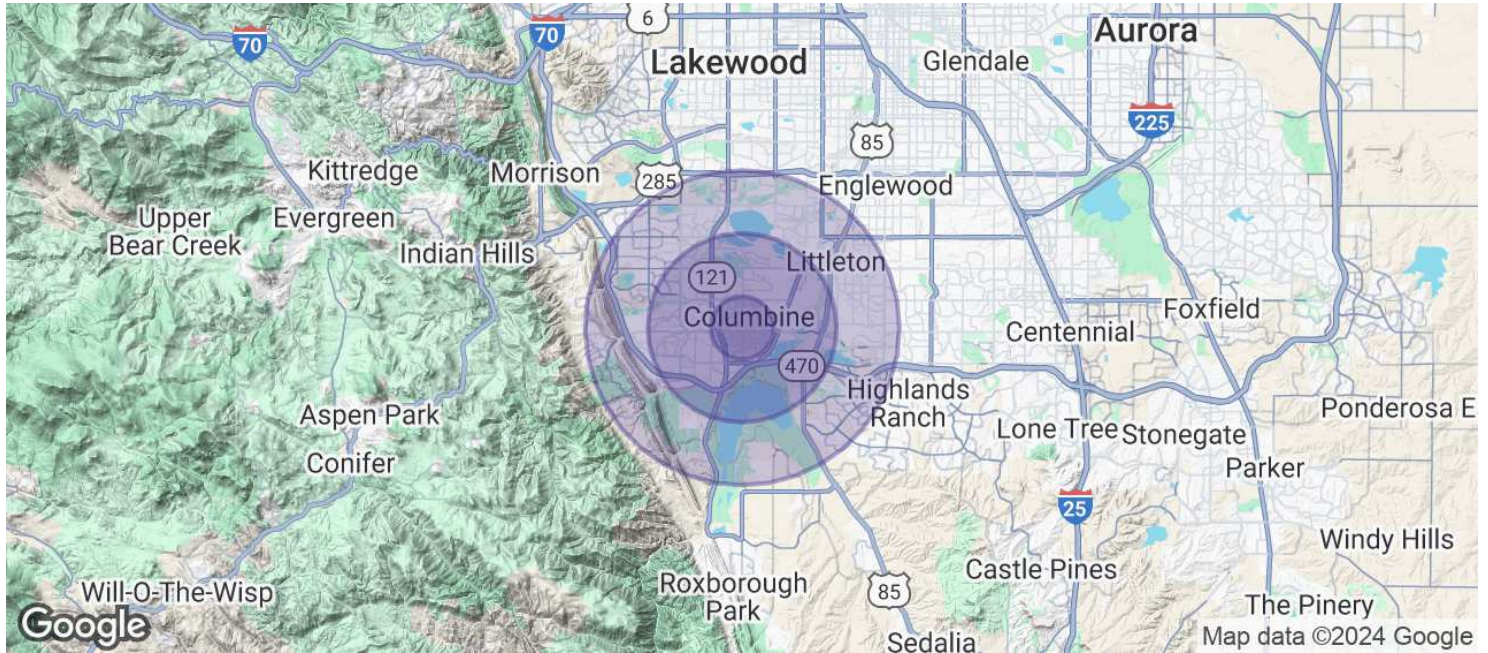 6
70
70
Aurora
Lakewood
Glendale
225
85
Kittredge
Morrison
285
Englewood
Upper
Bear Creek
Evergreen
Indian Hills
Littleton
121
Columbine
Foxfield
Centennial
470
Highlands
Ranch
Aspen Park
Ponderosa E
Lone Tree
Stonegate
Conifer
Parker
25
Windy Hills
Castle Pines
Roxborough
Park
85
Will-O-The-Wisp
The Pinery
Google
Sedalia
Map data ©2024 Google